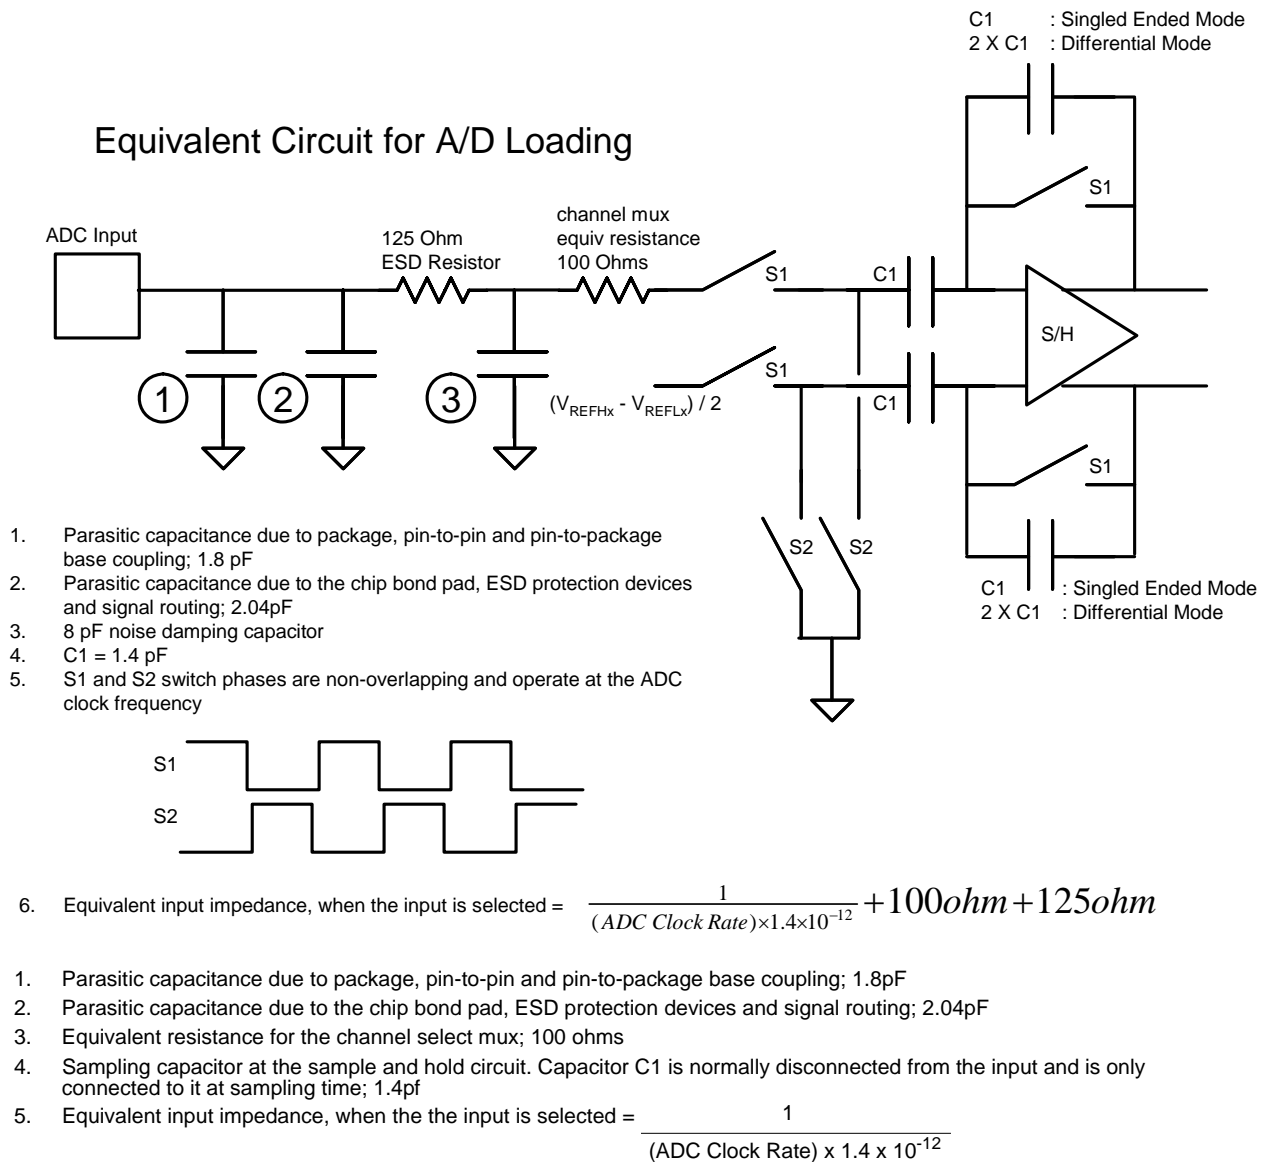 C1 : Singled Ended Mode
2 X C1 : Differential Mode
Equivalent Circuit for A/D Loading
ADC Input
125 Ohm
ESD Resistor
channel mux
equiv resistance
100 Ohms
S1
S1
C1
S/H
S1
C1
(V_REFHx - V_REFLx) / 2
1
2
3
S1
S2
S2
C1 : Singled Ended Mode
2 X C1 : Differential Mode
1. Parasitic capacitance due to package, pin-to-pin and pin-to-package
base coupling; 1.8 pF
2. Parasitic capacitance due to the chip bond pad, ESD protection devices
and signal routing; 2.04pF
3. 8 pF noise damping capacitor
4. C1 = 1.4 pF
5. S1 and S2 switch phases are non-overlapping and operate at the ADC
clock frequency
S1
S2
6. Equivalent input impedance, when the input is selected =
1
(ADC Clock Rate)×1.4×10⁻¹²
+100ohm+125ohm
1. Parasitic capacitance due to package, pin-to-pin and pin-to-package base coupling; 1.8pF
2. Parasitic capacitance due to the chip bond pad, ESD protection devices and signal routing; 2.04pF
3. Equivalent resistance for the channel select mux; 100 ohms
4. Sampling capacitor at the sample and hold circuit. Capacitor C1 is normally disconnected from the input and is only
connected to it at sampling time; 1.4pf
5. Equivalent input impedance, when the the input is selected =
1
(ADC Clock Rate) x 1.4 x 10⁻¹²